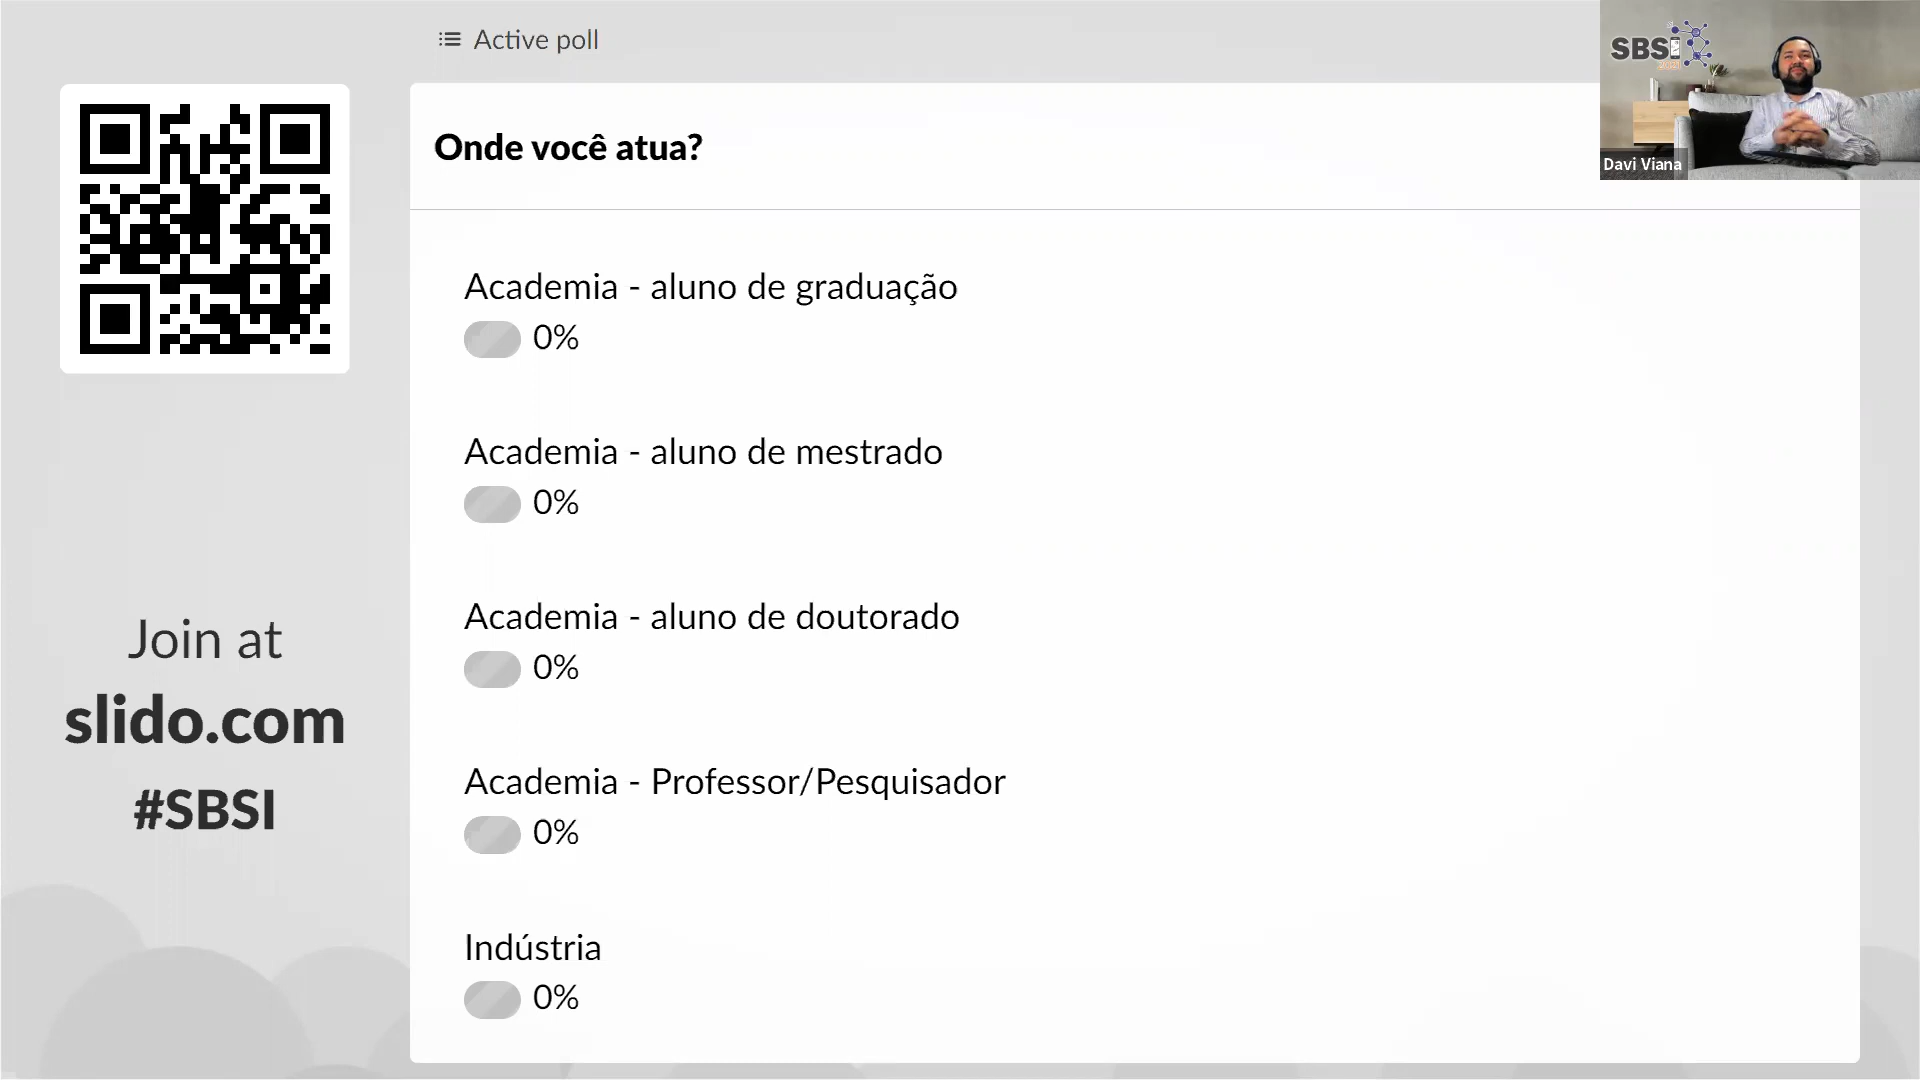 Active poll
Onde você atua?
Academia - aluno de graduação
0%
Academia - aluno de mestrado
0%
Academia - aluno de doutorado
0%
Academia - Professor/Pesquisador
0%
Indústria
0%
Join at
slido.com
#SBSI
SBSI
Davi Viana